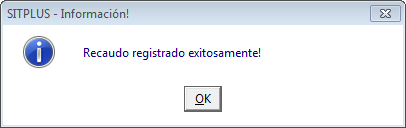 SITPLUS - Información!
Recaudo registrado exitosamente!
OK